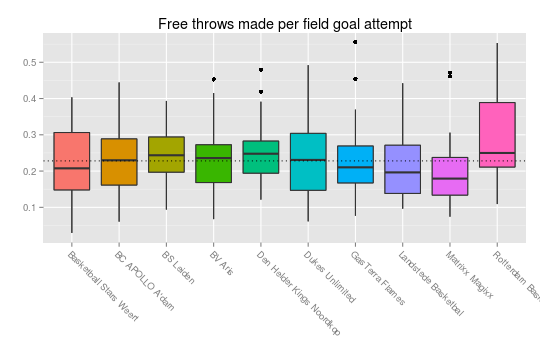 Free throws made per field goal attempt
0.5
0.4
0.3
0.2
0.1
Basketball Stars Weert
BC APOLLO A'dam
BS Leiden
BV Aris
Den Helder Kings Noordkop
Dukes Unlimited
GasTerra Flames
Landstede Basketbal
Matrixx Magixx
Rotterdam Bas